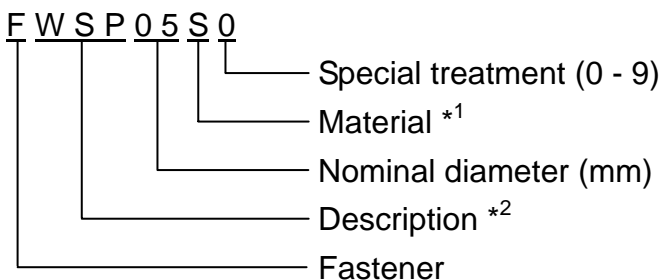 F W S P 0 5 S 0
Special treatment (0 - 9)
Material *1
Nominal diameter (mm)
Description *2
Fastener